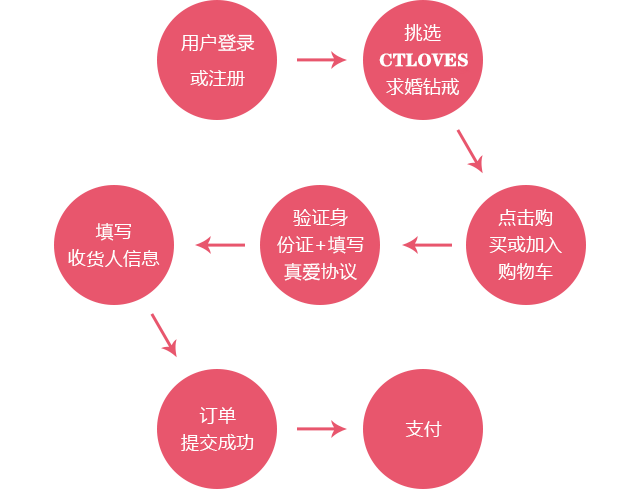 用户登录
或注册
挑选
CTLOVES
求婚钻戒
点击购
买或加入
购物车
验证身
份证+填写
真爱协议
填写
收货人信息
订单
提交成功
支付